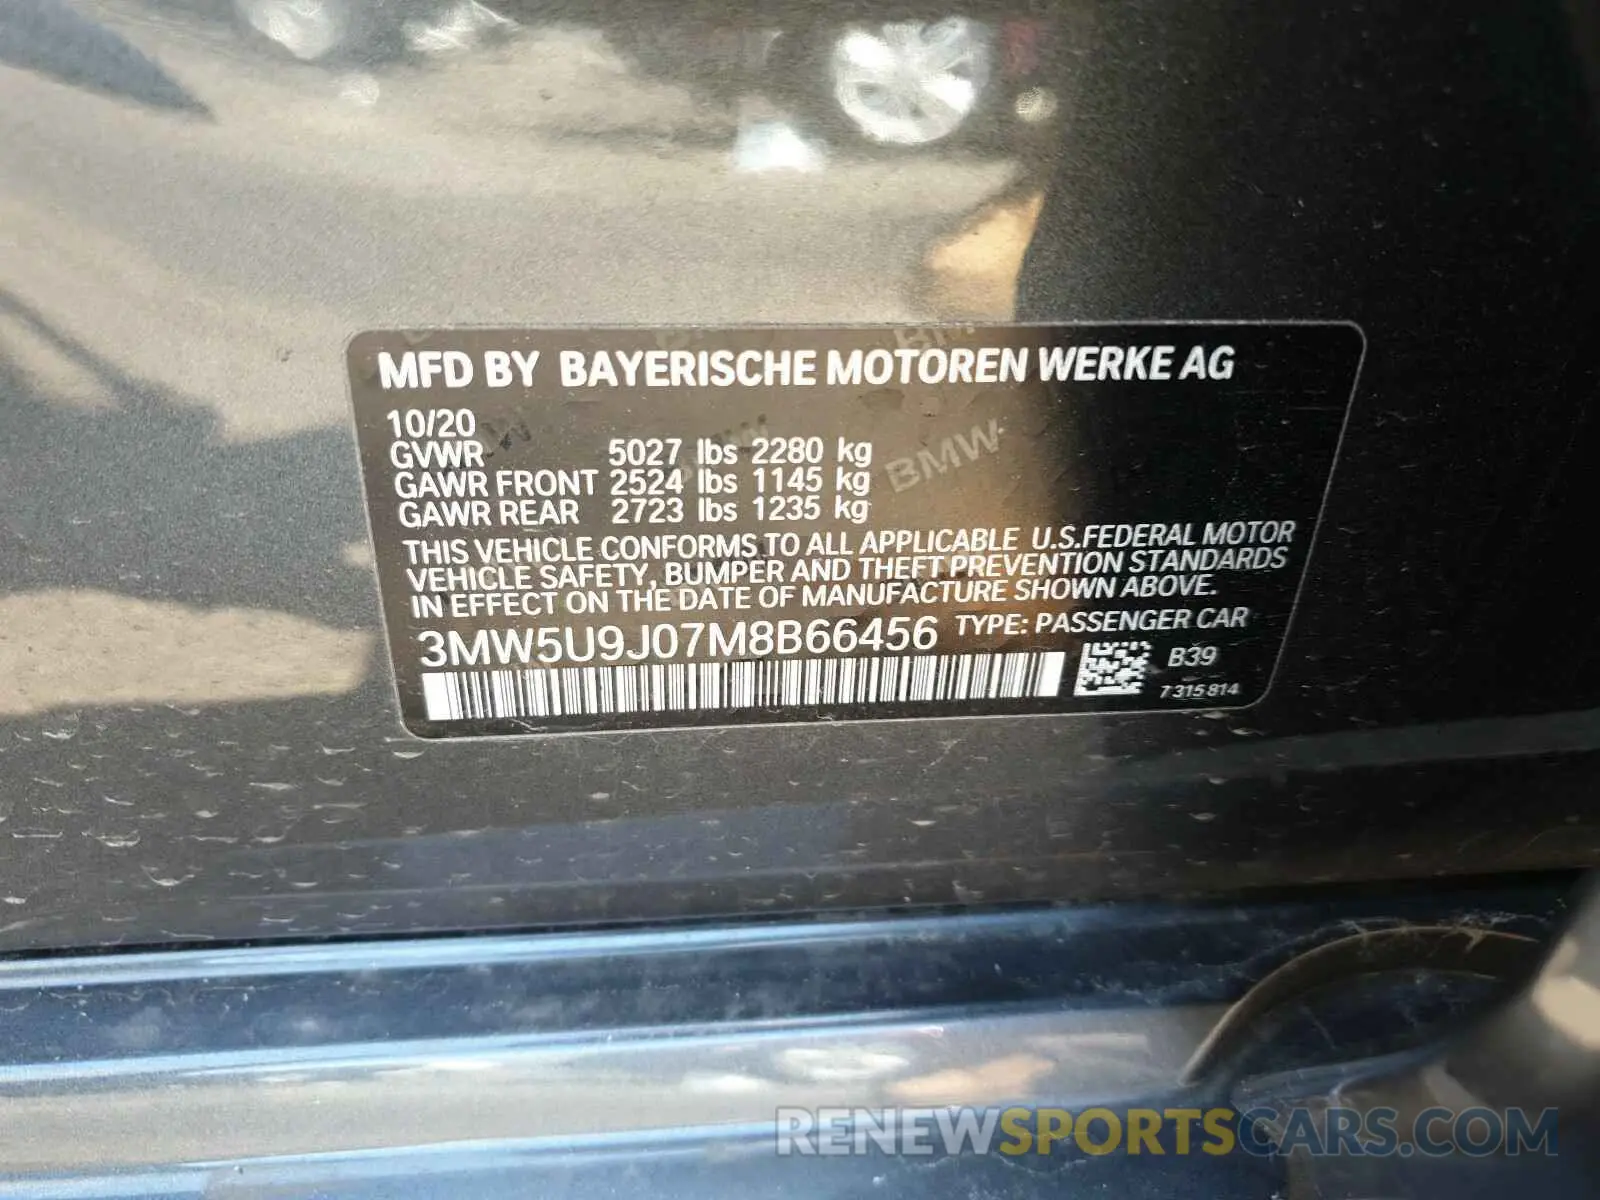 MFD BY BAYERISCHE MOTOREN WERKE AG
10/20
GVWR 5027 lbs 2280 kg
GAWR FRONT 2524 lbs 1145 kg
GAWR REAR 2723 lbs 1235 kg
THIS VEHICLE CONFORMS TO ALL APPLICABLE U.S.FEDERAL MOTOR
VEHICLE SAFETY, BUMPER AND THEFT PREVENTION STANDARDS
IN EFFECT ON THE DATE OF MANUFACTURE SHOWN ABOVE.
3MW5U9J07M8B66456 TYPE: PASSENGER CAR
B39
7 315 814
BMW
RENEWSPORTSCARS.COM